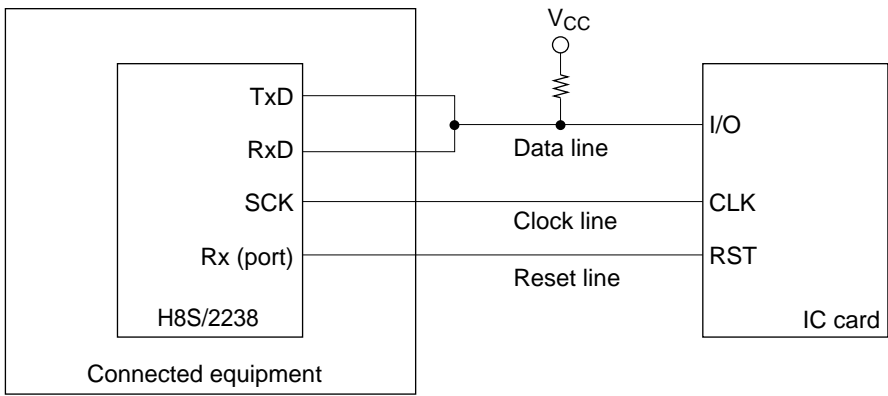 VCC
TxD
I/O
RxD
Data line
SCK
CLK
Clock line
Rx (port)
RST
Reset line
H8S/2238
IC card
Connected equipment